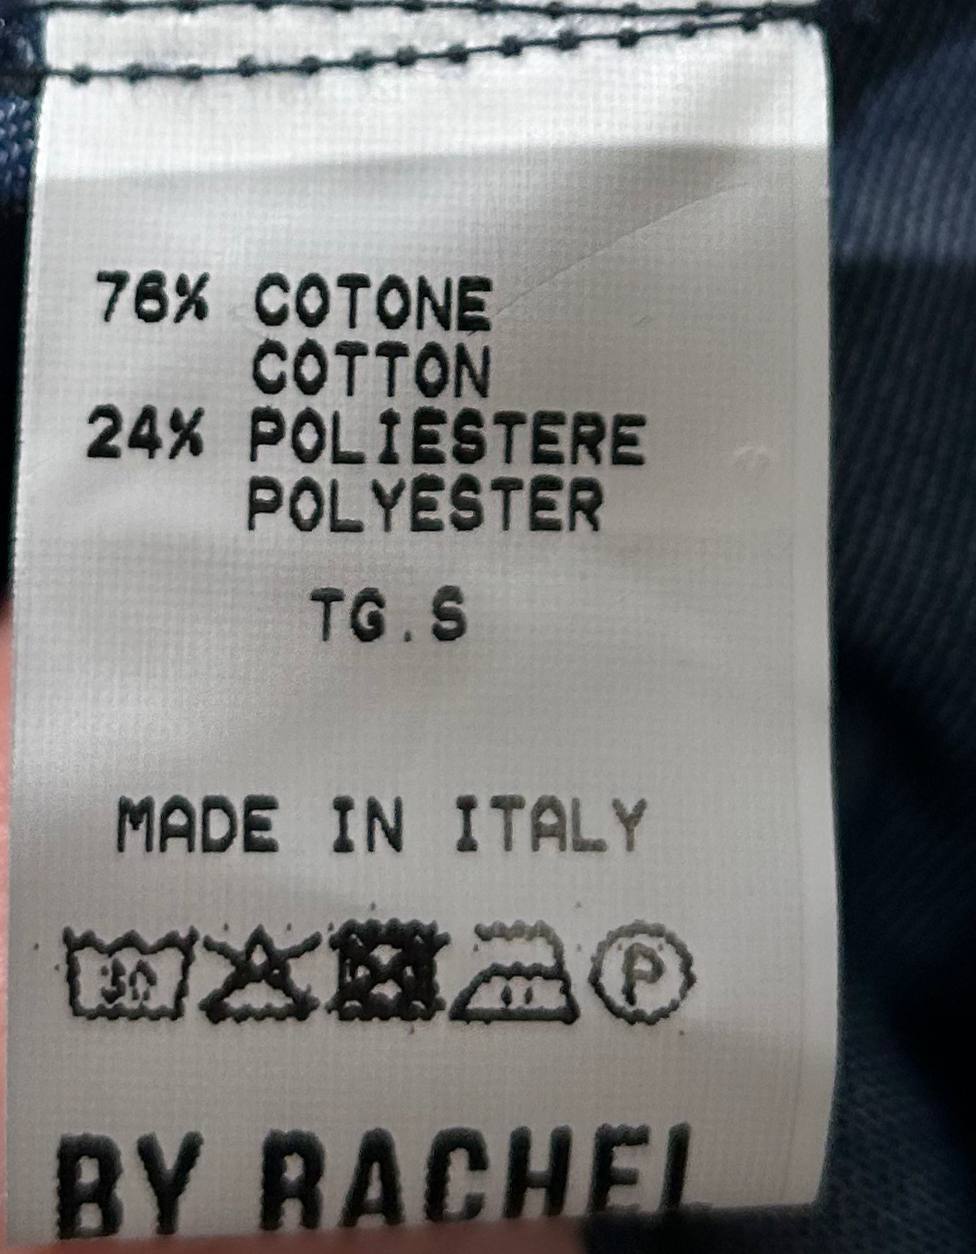 76% COTONE
COTTON
24% POLIESTERE
POLYESTER
TG.S
MADE IN ITALY
30 P
BY RACHEL